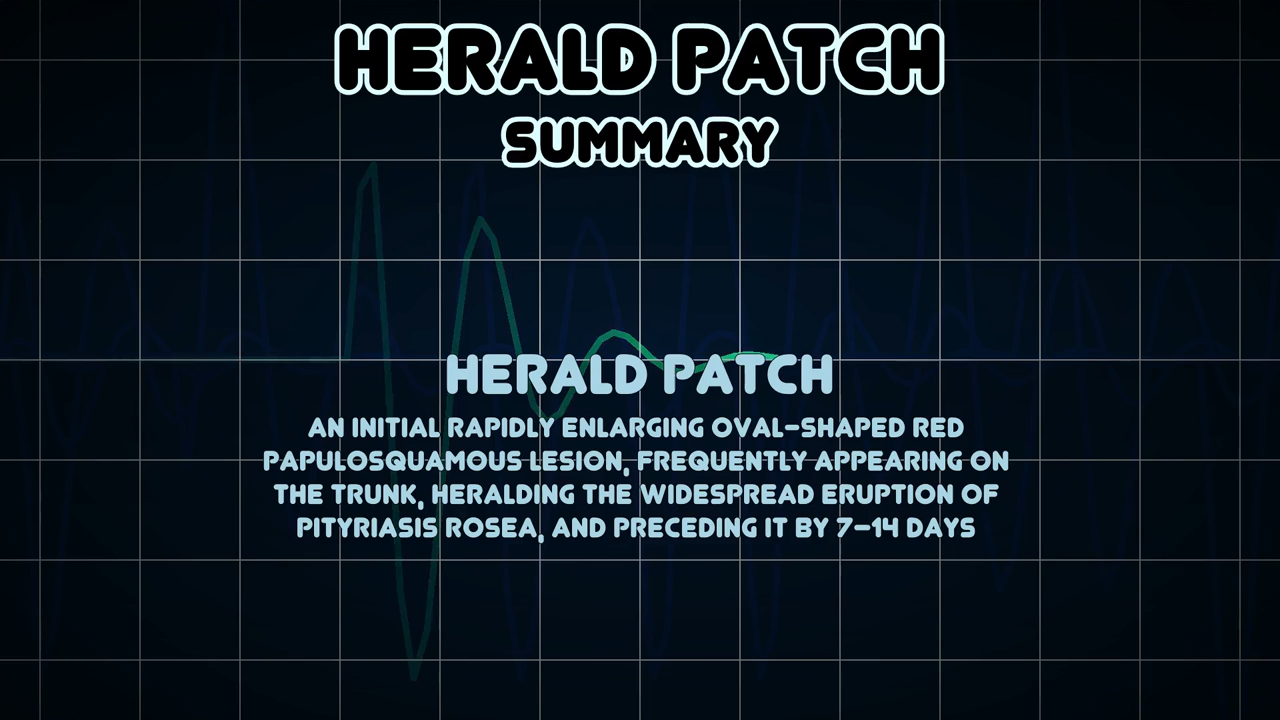 HERALD PATCH
SUMMARY
HERALD PATCH
AN INITIAL RAPIDLY ENLARGING OVAL-SHAPED RED
PAPULOSQUAMOUS LESION, FREQUENTLY APPEARING ON
THE TRUNK, HERALDING THE WIDESPREAD ERUPTION OF
PITYRIASIS ROSEA, AND PRECEDING IT BY 7-14 DAYS